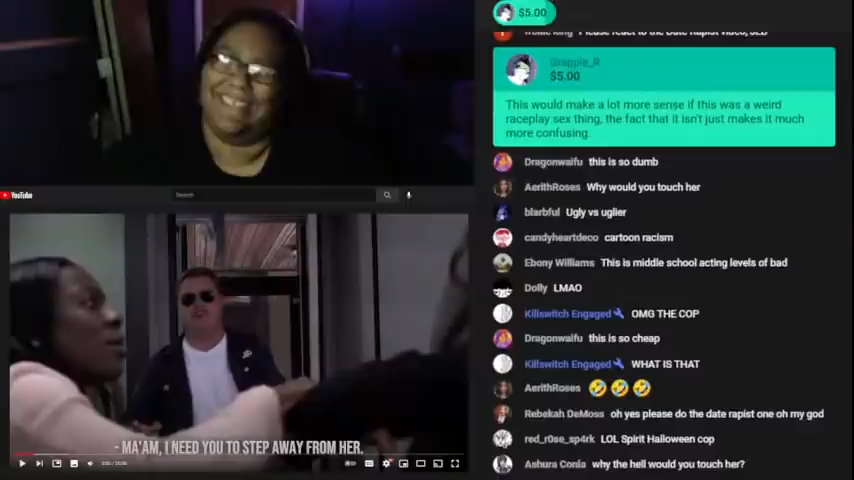 $5.00
Please react to the Date Rapist video,
Grapple_R
$5.00
This would make a lot more sense if this was a weird
raceplay sex thing, the fact that it isn't just makes it much
more confusing.
Dragonwaifu this is so dumb
AerithRoses Why would you touch her
YouTube
Search
blarbful Ugly vs uglier
candyheartdeco cartoon racism
Ebony Williams This is middle school acting levels of bad
Dolly LMAO
Killswitch Engaged OMG THE COP
Dragonwaifu this is so cheap
Killswitch Engaged WHAT IS THAT
AerithRoses 🤣🤣🤣
Rebekah DeMoss oh yes please do the date rapist one oh my god
red_r0se_sp4rk LOL Spirit Halloween cop
- MA'AM, I NEED YOU TO STEP AWAY FROM HER.
Ashura Conia why the hell would you touch her?